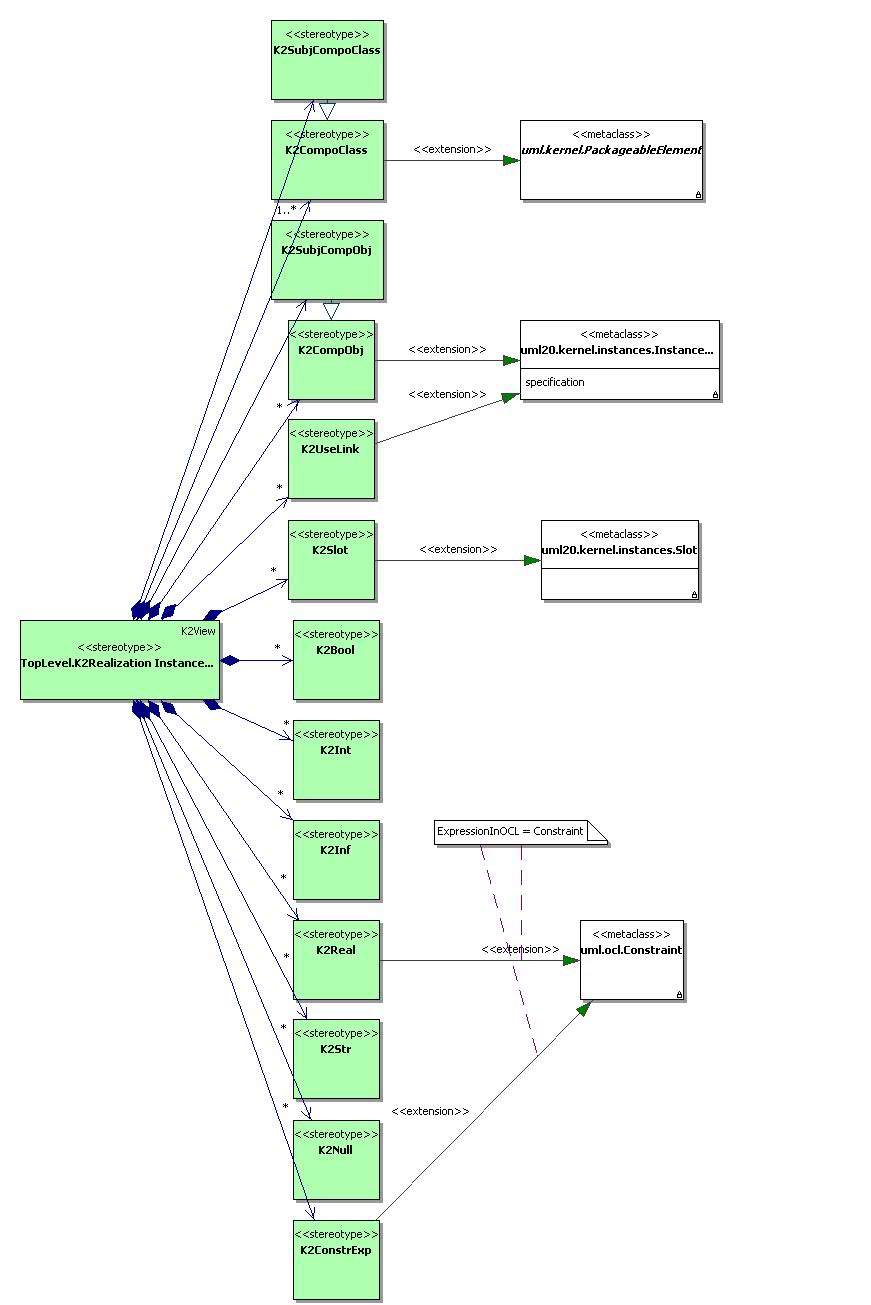 <<stereotype>>
K2SubjCompoClass
<<stereotype>>
K2CompoClass
<<extension>>
<<metaclass>>
uml.kernel.PackageableElement
1..*
<<stereotype>>
K2SubjCompObj
<<stereotype>>
K2CompObj
<<extension>>
<<metaclass>>
uml20.kernel.instances.Instance...
specification
*
<<extension>>
<<stereotype>>
K2UseLink
*
<<stereotype>>
K2Slot
<<extension>>
<<metaclass>>
uml20.kernel.instances.Slot
*
K2View
<<stereotype>>
TopLevel.K2Realization Instance...
*
<<stereotype>>
K2Bool
*
<<stereotype>>
K2Int
*
<<stereotype>>
K2Inf
ExpressionInOCL = Constraint
*
<<stereotype>>
K2Real
<<extension>>
<<metaclass>>
uml.ocl.Constraint
*
<<stereotype>>
K2Str
*
<<stereotype>>
K2Null
<<extension>>
*
<<stereotype>>
K2ConstrExp